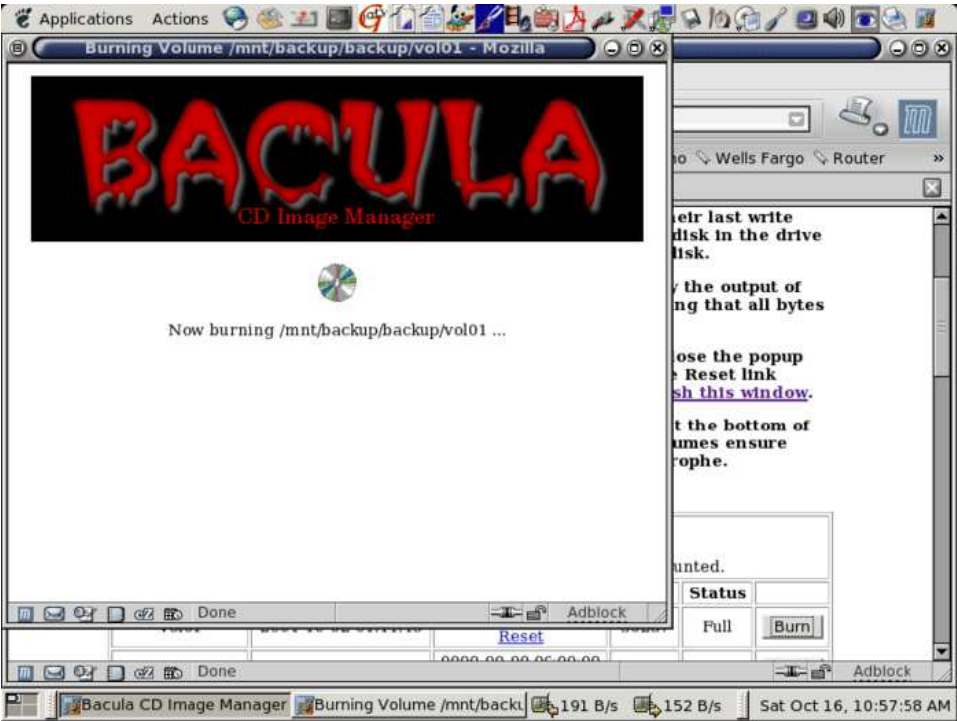 Applications Actions
Burning Volume /mnt/backup/backup/vol01 - Mozilla
BACULA
CD Image Manager
Now burning /mnt/backup/backup/vol01 ...
Done
Adblock
Wells Fargo Router »
eir last write
disk in the drive
disk.
the output of
ng that all bytes
ose the popup
Reset link
sh this window.
t the bottom of
umes ensure
rophe.
unted.
Status
Reset Full Burn
Done
Adblock
Bacula CD Image Manager Burning Volume /mnt/backu 191 B/s 152 B/s Sat Oct 16, 10:57:58 AM